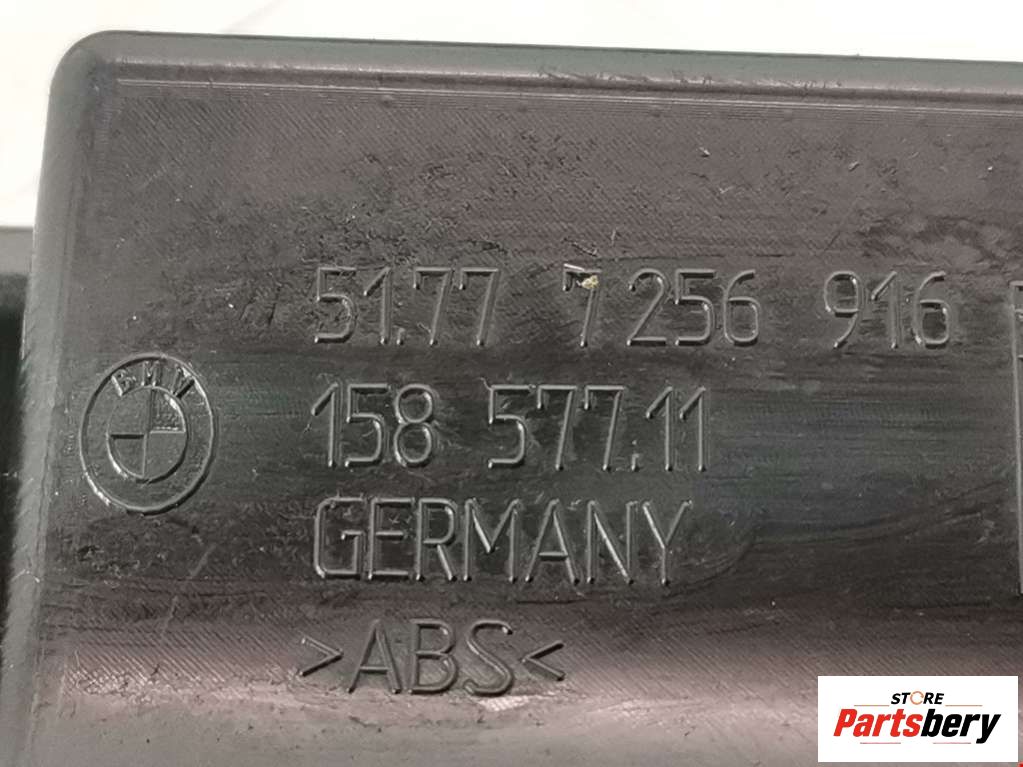 51.77 7 256 916
BMW
158 577.11
GERMANY
>ABS<
STORE
Partsbery